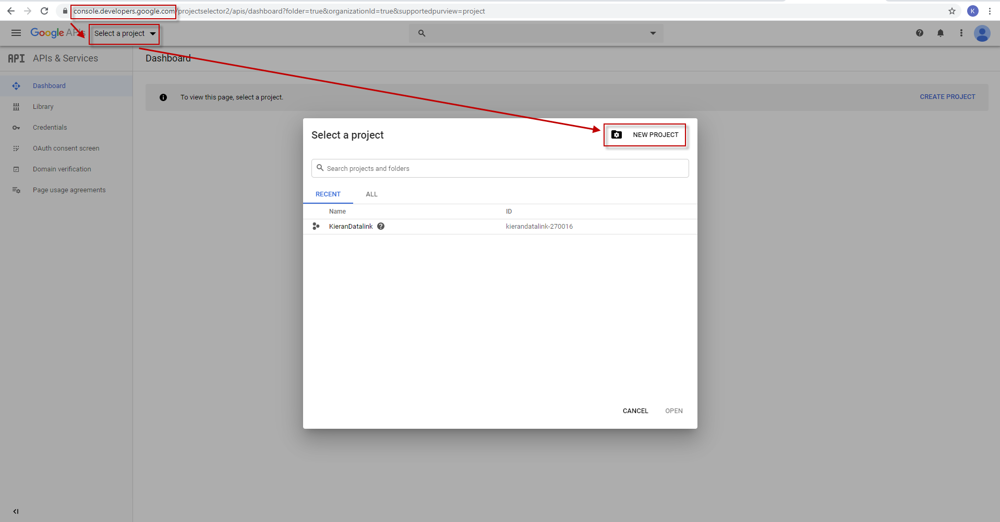 console.developers.google.com/projectselector2/apis/dashboard?folder=true&organizationId=true&supportedpurview=project
K
Google APIs
Select a project
API
APIs & Services
Dashboard
Dashboard
Library
Credentials
OAuth consent screen
Domain verification
Page usage agreements
To view this page, select a project.
CREATE PROJECT
Select a project
NEW PROJECT
Search projects and folders
RECENT ALL
Name ID
KieranDatalink kierandatalink-270016
CANCEL OPEN